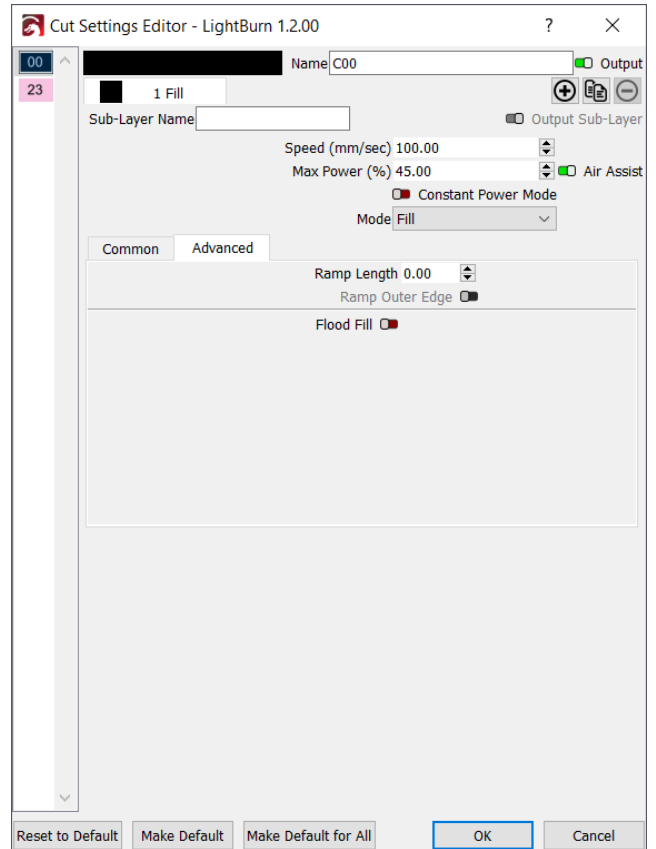 Cut Settings Editor - LightBurn 1.2.00 ? ×
00 Name C00 Output
23 1 Fill
Sub-Layer Name Output Sub-Layer
Speed (mm/sec) 100.00
Max Power (%) 45.00 Air Assist
Constant Power Mode
Mode Fill
Common Advanced
Ramp Length 0.00
Ramp Outer Edge
Flood Fill
Reset to Default Make Default Make Default for All OK Cancel